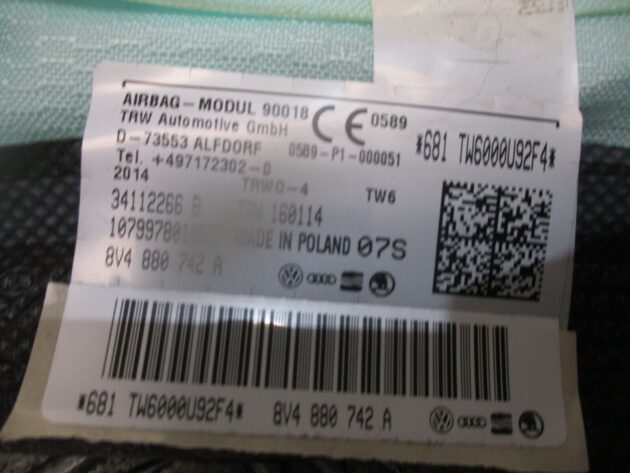 AIRBAG - MODUL 90018
TRW Automotive GmbH
CE 0589
D-73553 ALFDORF 0589-P1-000051
*681 TW6000U92F4*
Tel. +497172302-0
2014 TRWO-4 TW6
34112266 B 160114
MADE IN POLAND 07S
8V4 880 742 A
*681 TW6000U92F4* 8V4 880 742 A